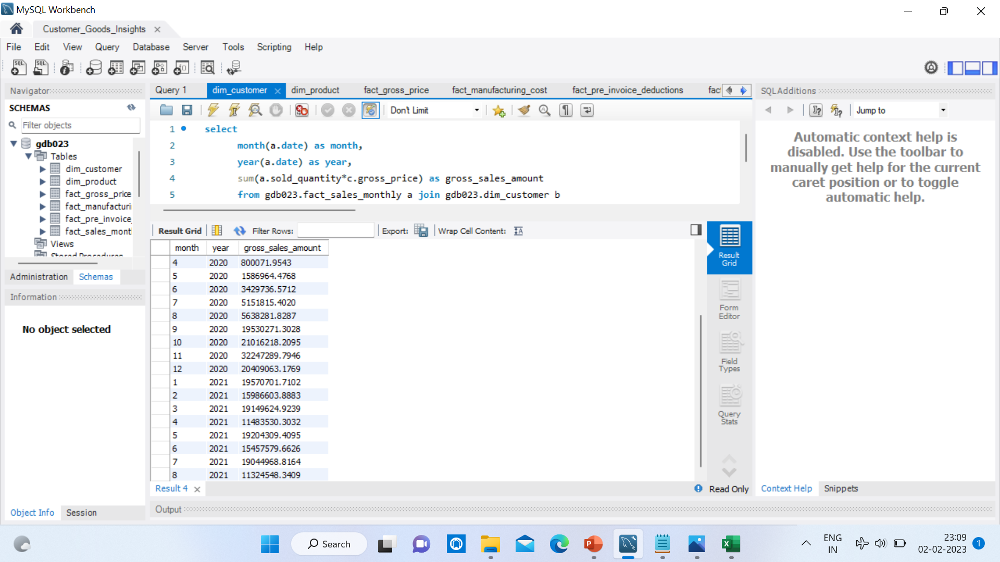 MySQL Workbench
Customer_Goods_Insights
File Edit View Query Database Server Tools Scripting Help
Navigator
SCHEMAS
Filter objects
gdb023
Tables
dim_customer
dim_product
fact_gross_price
fact_manufacturi
fact_pre_invoice_
fact_sales_mont
Views
Stored Procedures
Administration Schemas
Information
No object selected
Object Info Session
Query 1 dim_customer dim_product fact_gross_price fact_manufacturing_cost fact_pre_invoice_deductions fac
Don't Limit
1 select
2 month(a.date) as month,
3 year(a.date) as year,
4 sum(a.sold_quantity*c.gross_price) as gross_sales_amount
5 from gdb023.fact_sales_monthly a join gdb023.dim_customer b
Result Grid Filter Rows: Export: Wrap Cell Content:
month year gross_sales_amount
4 2020 800071.9543
5 2020 1586964.4768
6 2020 3429736.5712
7 2020 5151815.4020
8 2020 5638281.8287
9 2020 19530271.3028
10 2020 21016218.2095
11 2020 32247289.7946
12 2020 20409063.1769
1 2021 19570701.7102
2 2021 15986603.8883
3 2021 19149624.9239
4 2021 11483530.3032
5 2021 19204309.4095
6 2021 15457579.6626
7 2021 19044968.8164
8 2021 11324548.3409
Result
Grid
Form
Editor
Field
Types
Query
Stats
Result 4
Read Only
Output
SQLAdditions
Jump to
Automatic context help is
disabled. Use the toolbar to
manually get help for the current
caret position or to toggle
automatic help.
Context Help Snippets
Search
ENG
IN
23:09
02-02-2023
1